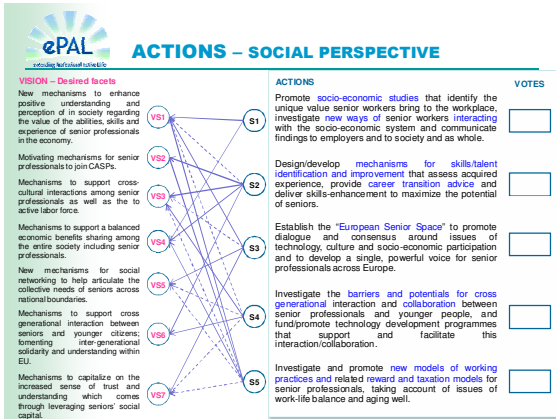 ePAL
extending Professional Active Life
ACTIONS – SOCIAL PERSPECTIVE
VISION – Desired facets
New mechanisms to enhance
positive understanding and
perception of in society regarding
the value of the abilities, skills and
experience of senior professionals
in the economy.
Motivating mechanisms for senior
professionals to join CASPs.
Mechanisms to support cross-
cultural interactions among senior
professionals as well as the to
active labor force.
Mechanisms to support a balanced
economic benefits sharing among
the entire society including senior
professionals.
New mechanisms for social
networking to help articulate the
collective needs of seniors across
national boundaries.
Mechanisms to support cross
generational interaction between
seniors and younger citizens;
fomenting inter-generational
solidarity and understanding within
EU.
Mechanisms to capitalize on the
increased sense of trust and
understanding which comes
through leveraging seniors' social
capital.
VS1
VS2
VS3
VS4
VS5
VS6
VS7
S1
S2
S3
S4
S5
ACTIONS
VOTES
Promote socio-economic studies that identify the
unique value senior workers bring to the workplace,
investigate new ways of senior workers interacting
with the socio-economic system and communicate
findings to employers and to society and as whole.
Design/develop mechanisms for skills/talent
identification and improvement that assess acquired
experience, provide career transition advice and
deliver skills-enhancement to maximize the potential
of seniors.
Establish the "European Senior Space" to promote
dialogue and consensus around issues of
technology, culture and socio-economic participation
and to develop a single, powerful voice for senior
professionals across Europe.
Investigate the barriers and potentials for cross
generational interaction and collaboration between
senior professionals and younger people, and
fund/promote technology development programmes
that support and facilitate this
interaction/collaboration.
Investigate and promote new models of working
practices and related reward and taxation models for
senior professionals, taking account of issues of
work-life balance and aging well.